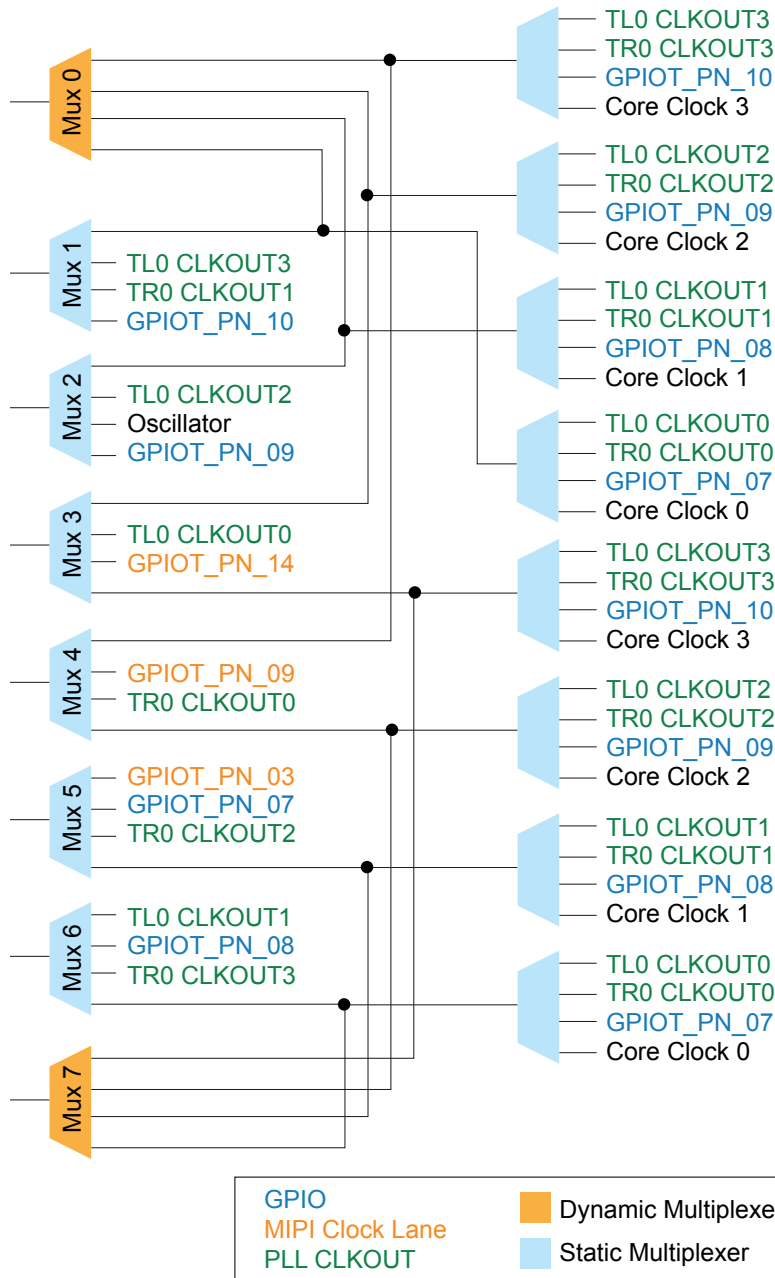 Mux 0
Mux 1
TL0 CLKOUT3
TR0 CLKOUT1
GPIOT_PN_10
Mux 2
TL0 CLKOUT2
Oscillator
GPIOT_PN_09
Mux 3
TL0 CLKOUT0
GPIOT_PN_14
Mux 4
GPIOT_PN_09
TR0 CLKOUT0
Mux 5
GPIOT_PN_03
GPIOT_PN_07
TR0 CLKOUT2
Mux 6
TL0 CLKOUT1
GPIOT_PN_08
TR0 CLKOUT3
Mux 7
TL0 CLKOUT3
TR0 CLKOUT3
GPIOT_PN_10
Core Clock 3
TL0 CLKOUT2
TR0 CLKOUT2
GPIOT_PN_09
Core Clock 2
TL0 CLKOUT1
TR0 CLKOUT1
GPIOT_PN_08
Core Clock 1
TL0 CLKOUT0
TR0 CLKOUT0
GPIOT_PN_07
Core Clock 0
TL0 CLKOUT3
TR0 CLKOUT3
GPIOT_PN_10
Core Clock 3
TL0 CLKOUT2
TR0 CLKOUT2
GPIOT_PN_09
Core Clock 2
TL0 CLKOUT1
TR0 CLKOUT1
GPIOT_PN_08
Core Clock 1
TL0 CLKOUT0
TR0 CLKOUT0
GPIOT_PN_07
Core Clock 0
GPIO
MIPI Clock Lane
PLL CLKOUT
Dynamic Multiplexe
Static Multiplexer